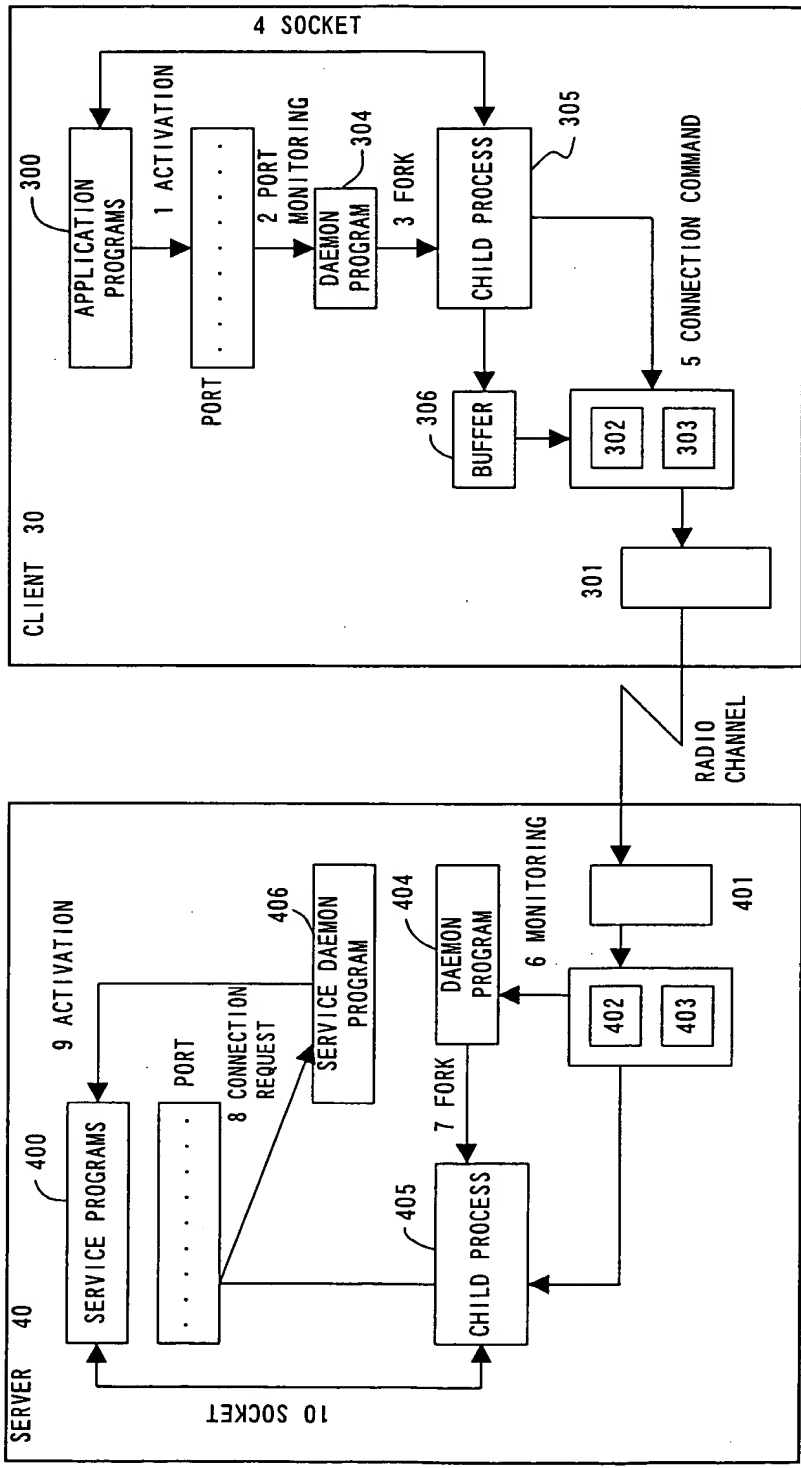 SERVER 40
400
SERVICE PROGRAMS
9 ACTIVATION
PORT
8 CONNECTION
REQUEST
406
SERVICE DAEMON
PROGRAM
10 SOCKET
405
CHILD PROCESS
7 FORK
404
DAEMON
PROGRAM
6 MONITORING
402
403
401
RADIO
CHANNEL
CLIENT 30
300
APPLICATION
PROGRAMS
1 ACTIVATION
PORT
2 PORT
MONITORING
304
DAEMON
PROGRAM
3 FORK
4 SOCKET
CHILD PROCESS
305
306
BUFFER
5 CONNECTION COMMAND
302
303
301